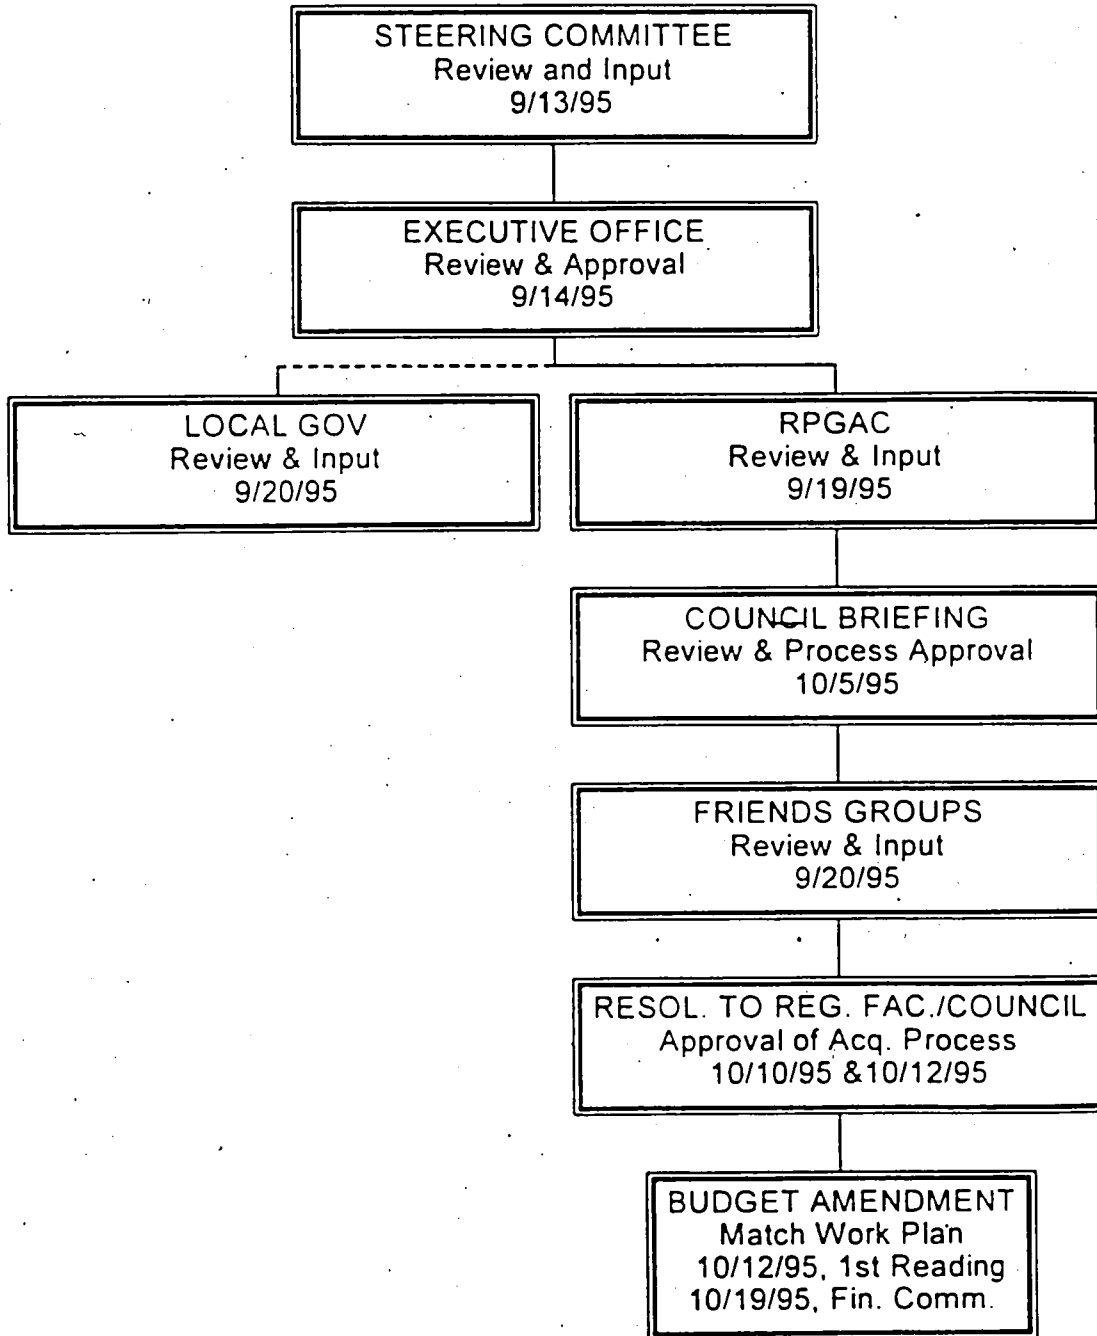 STEERING COMMITTEE
Review and Input
9/13/95
EXECUTIVE OFFICE
Review & Approval
9/14/95
LOCAL GOV
Review & Input
9/20/95
RPGAC
Review & Input
9/19/95
COUNCIL BRIEFING
Review & Process Approval
10/5/95
FRIENDS GROUPS
Review & Input
9/20/95
RESOL. TO REG. FAC./COUNCIL
Approval of Acq. Process
10/10/95 &10/12/95
BUDGET AMENDMENT
Match Work Plan
10/12/95, 1st Reading
10/19/95, Fin. Comm.